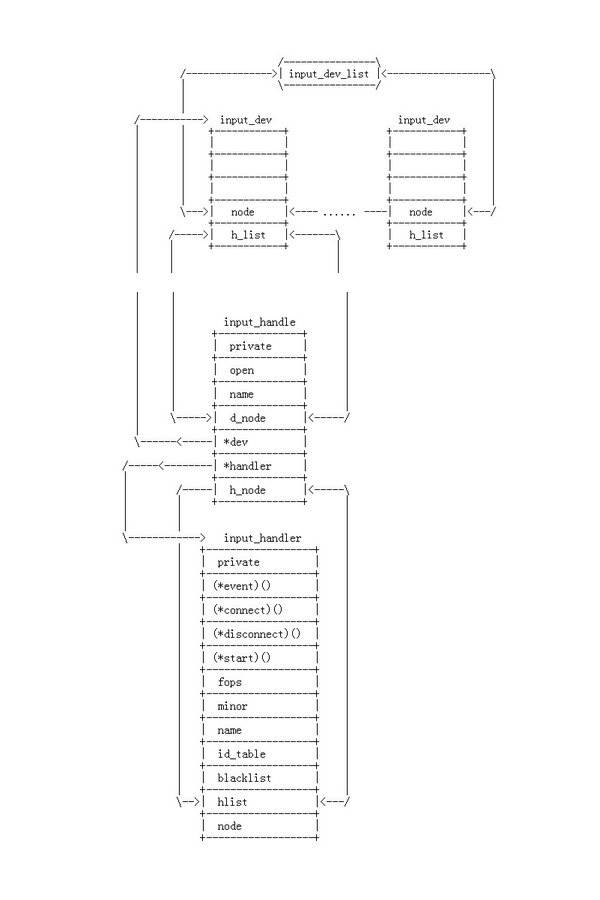 input_dev_list
input_dev input_dev
node ...... node
h_list h_list
input_handle
private
open
name
d_node
*dev
*handler
h_node
input_handler
private
(*event)()
(*connect)()
(*disconnect)()
(*start)()
fops
minor
name
id_table
blacklist
hlist
node